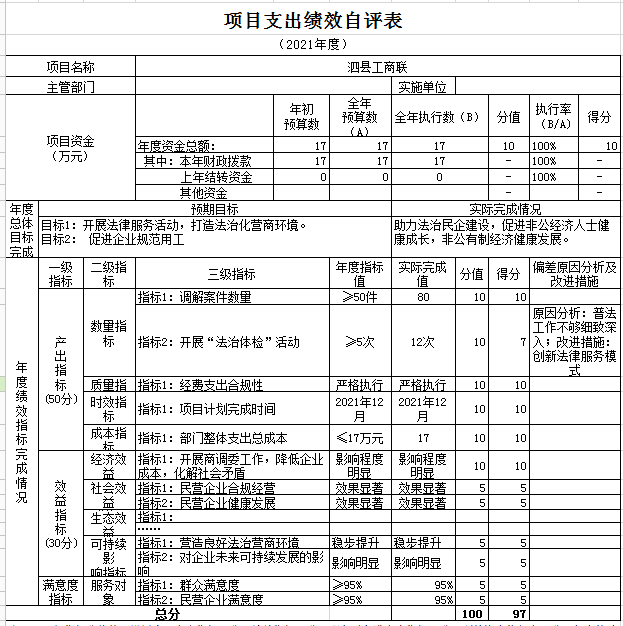 项目支出绩效自评表
（2021年度）
项目名称 泗县工商联
主管部门 实施单位
项目资金（万元） 年初预算数 全年预算数（A） 全年执行数（B） 分值 执行率（B/A） 得分
年度资金总额： 17 17 17 10 100% 10
其中：本年财政拨款 17 17 17 － 100% －
上年结转资金 0 0 0 － 100% －
其他资金 － －
年度总体目标完成 预期目标 实际完成情况
目标1：开展法律服务活动，打造法治化营商环境。
目标2： 促进企业规范用工
助力法治民企建设，促进非公经济人士健康成长，非公有制经济健康发展。
年度绩效指标完成情况
一级指标 二级指标 三级指标 年度指标值 实际完成值 分值 得分 偏差原因分析及改进措施
产出指标(50分) 数量指标 指标1：调解案件数量 ≥50件 80 10 10
指标2：开展“法治体检”活动 ≥5次 12次 10 7 原因分析：普法工作不够细致深入；改进措施：创新法律服务模式
质量指 指标1：经费支出合规性 严格执行 严格执行 10 10
时效指标 指标1：项目计划完成时间 2021年12月 2021年12月 10 10
成本指标 指标1：部门整体支出总成本 ≤17万元 17 10 10
效益指标(30分) 经济效益 指标1：开展商调委工作，降低企业成本，化解社会矛盾 影响程度明显 影响程度明显 10 10
社会效益 指标1：民营企业合规经营 效果显著 效果显著 5 5
指标2：民营企业健康发展 效果显著 效果显著 5 5
生态效益 指标1：
……
可持续影响指标 指标1：营造良好法治营商环境 稳步提升 稳步提升 5 5
指标2：对企业未来可持续发展的影响 影响明显 影响明显 5 5
满意度指标 服务对象 指标1：群众满意度 ≥95% 95% 5 5
指标2：民营企业满意度 ≥95% 95% 5 5
总分 100 97